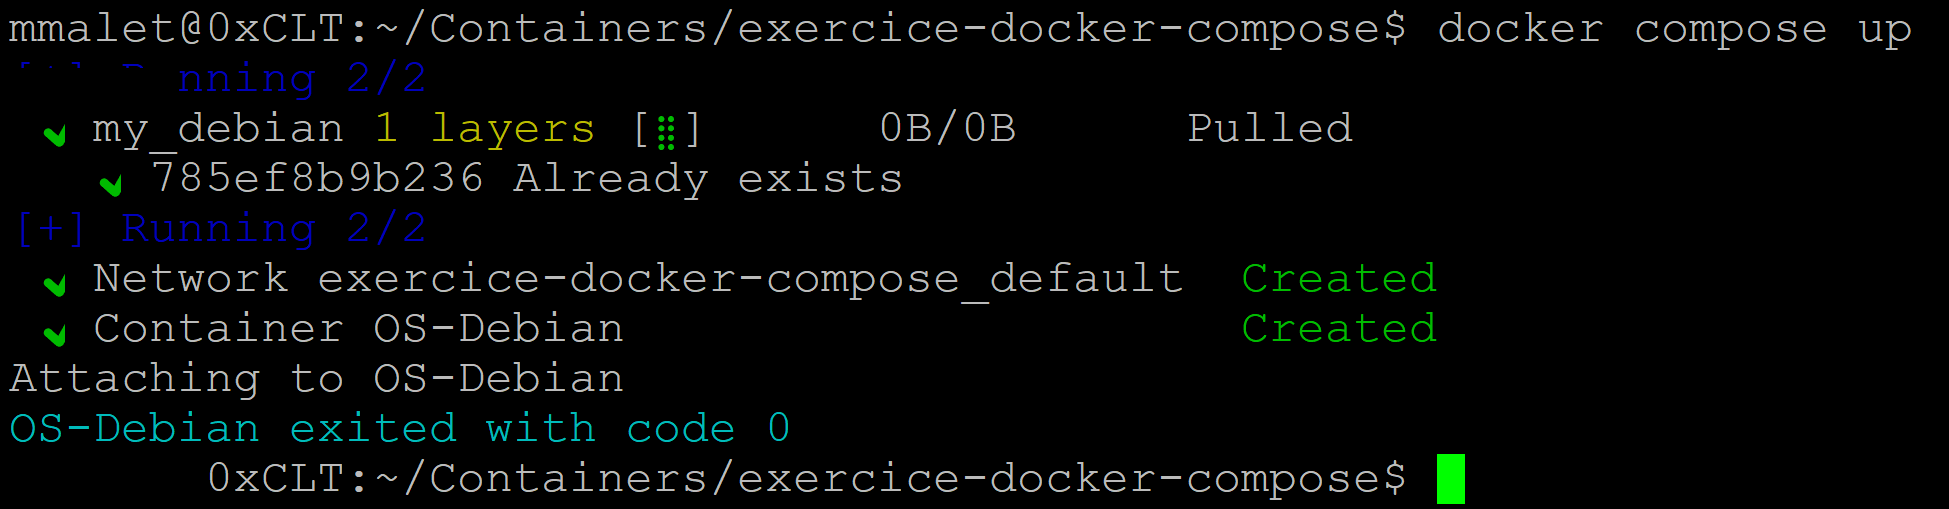 mmalet@0xCLT:~/Containers/exercice-docker-compose$ docker compose up
nning 2/2
✔ my_debian 1 layers [⣿] 0B/0B Pulled
✔ 785ef8b9b236 Already exists
[+] Running 2/2
✔ Network exercice-docker-compose_default Created
✔ Container OS-Debian Created
Attaching to OS-Debian
OS-Debian exited with code 0
0xCLT:~/Containers/exercice-docker-compose$